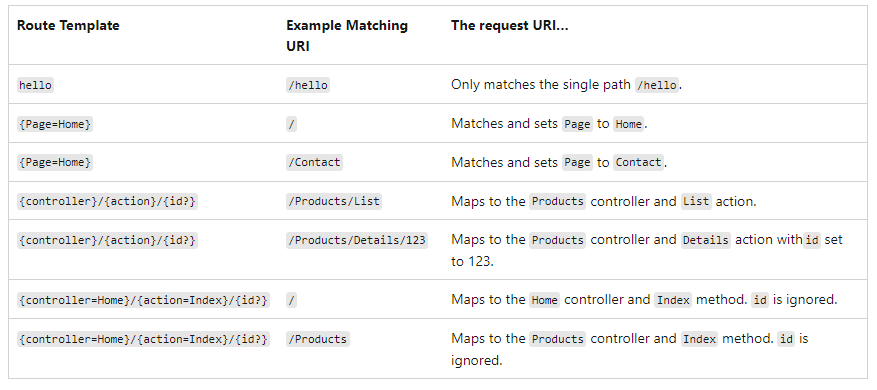 Route Template Example Matching The request URI...
URI
hello /hello Only matches the single path /hello.
{Page=Home} / Matches and sets Page to Home.
{Page=Home} /Contact Matches and sets Page to Contact.
{controller}/{action}/{id?} /Products/List Maps to the Products controller and List action.
{controller}/{action}/{id?} /Products/Details/123 Maps to the Products controller and Details action with id set
to 123.
{controller=Home}/{action=Index}/{id?} / Maps to the Home controller and Index method. id is ignored.
{controller=Home}/{action=Index}/{id?} /Products Maps to the Products controller and Index method. id is
ignored.